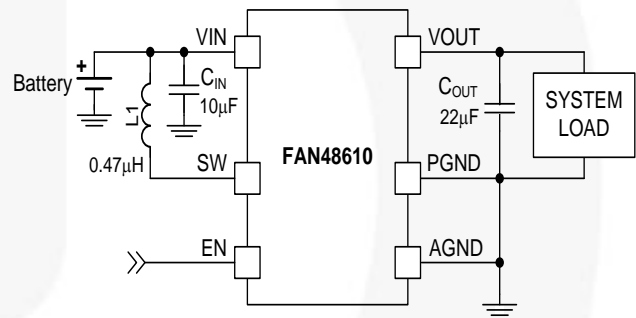 VIN
VOUT
+
Battery
CIN
10μF
L1
COUT
22μF
SYSTEM
LOAD
0.47μH
SW
FAN48610
PGND
EN
AGND